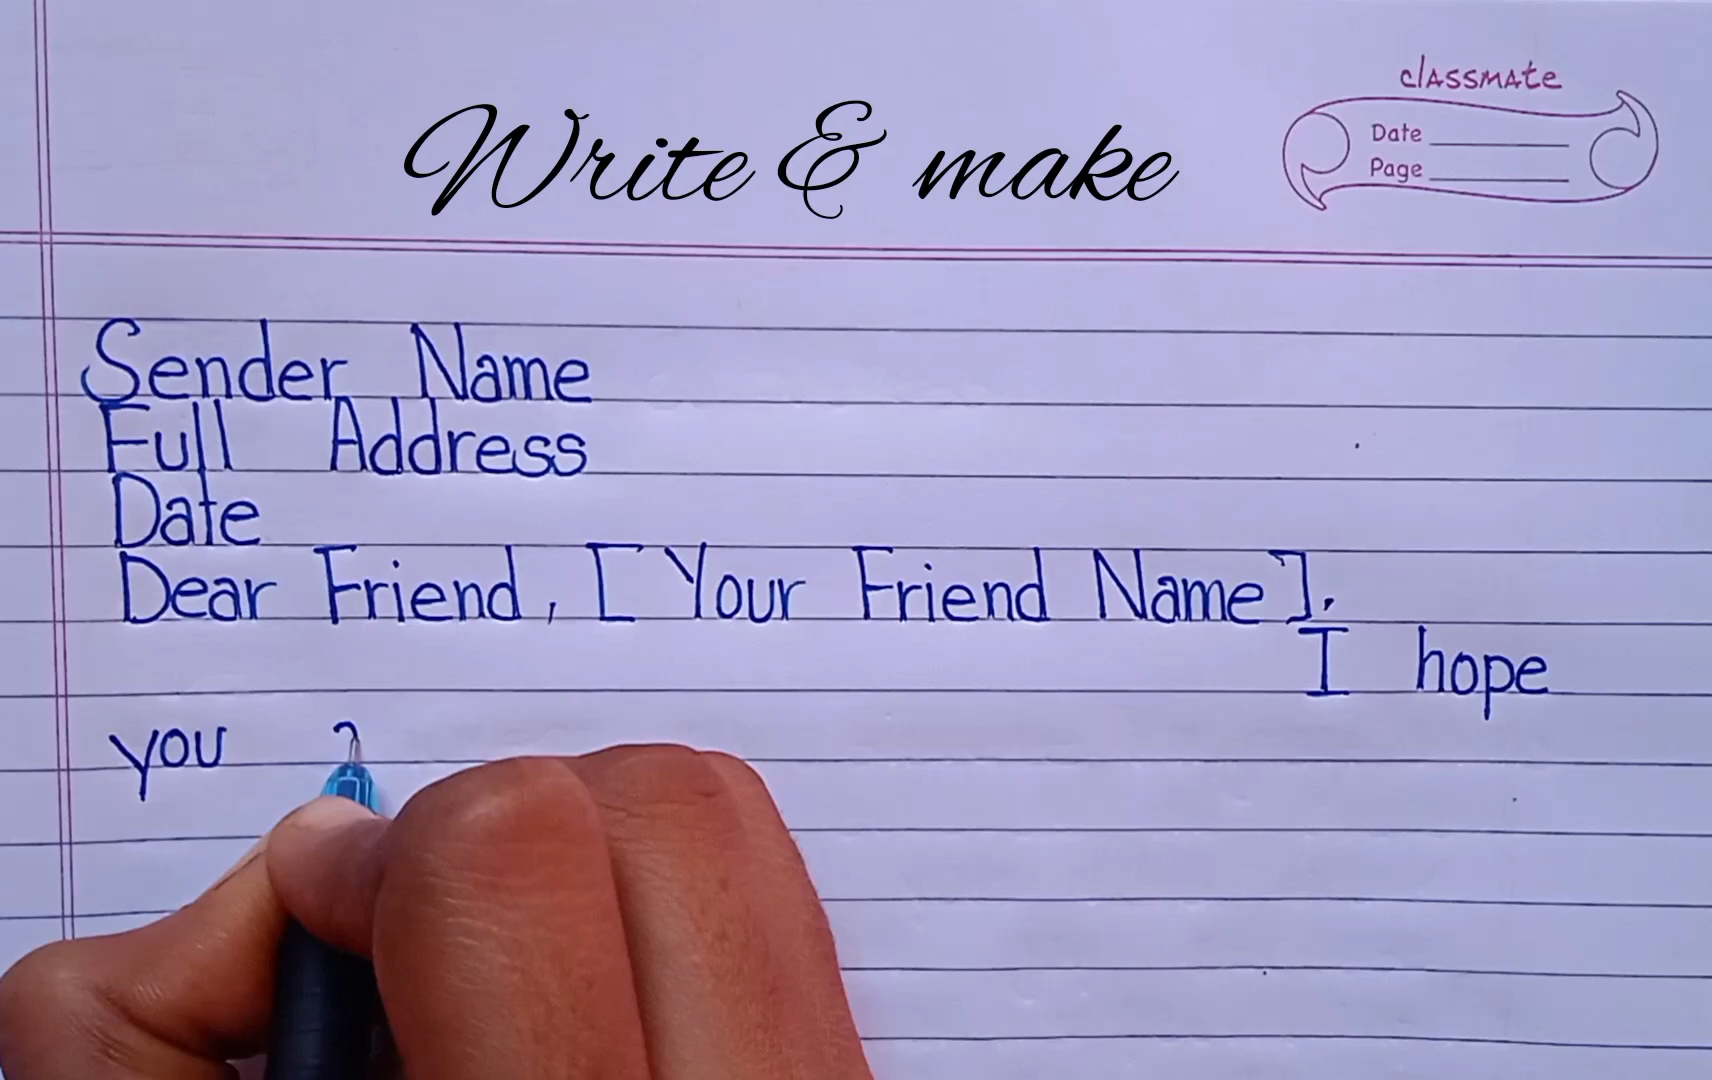 classmate
Write & make
Date
Page
Sender Name
Full Address
Date
Dear Friend, [Your Friend Name],
I hope
you